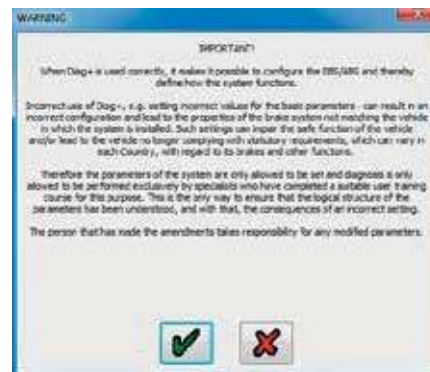 WARNING
IMPORTANT!
When Diag+ is used correctly, it makes it possible to configure the EBS/ABS and thereby
define how the system functions.
Incorrect use of Diag+, e.g. setting incorrect values for the basic parameters - can result in an
incorrect configuration and lead to the properties of the brake system not matching the vehicle
in which the system is installed. Such settings can impair the safe function of the vehicle
and/or lead to the vehicle no longer complying with statutory requirements, which can vary in
each Country, with regard to its brakes and other functions.
Therefore the parameters of the system are only allowed to be set and diagnosis is only
allowed to be performed exclusively by specialists who have completed a suitable user training
course for this purpose. This is the only way to ensure that the logical structure of the
parameters has been understood, and with that, the consequences of an incorrect setting.
The person that has made the amendments takes responsibility for any modified parameters.